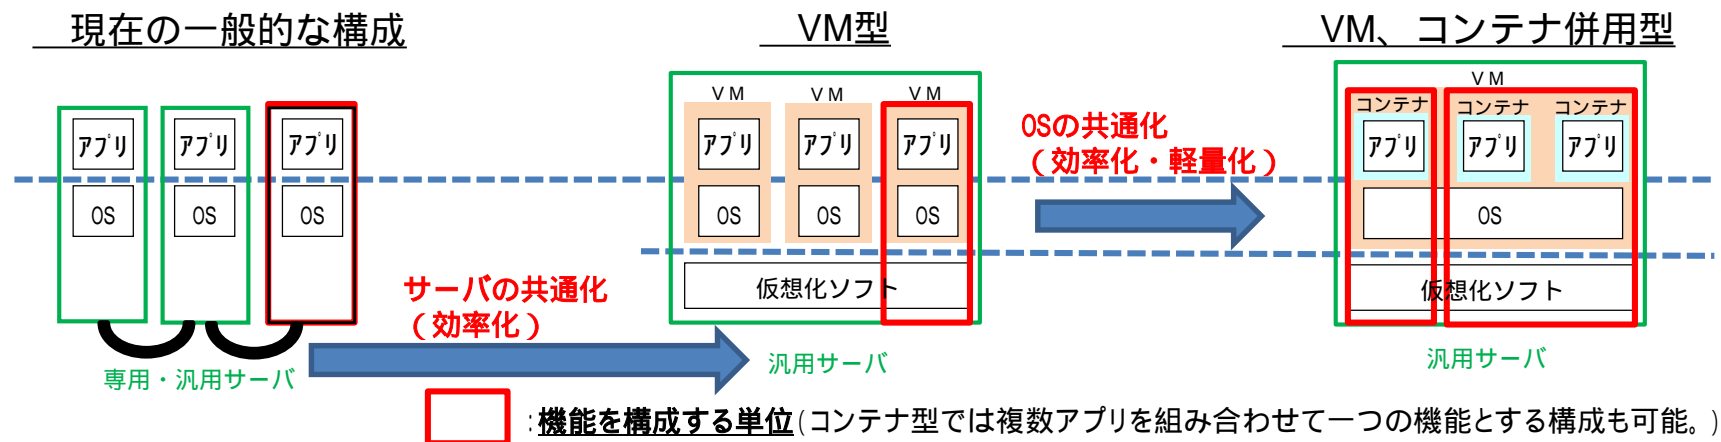 現在の一般的な構成
VM型
VM、コンテナ併用型
アプリ
アプリ
アプリ
OS
OS
OS
専用・汎用サーバ
サーバの共通化
(効率化)
VM
VM
VM
アプリ
アプリ
アプリ
OS
OS
OS
仮想化ソフト
汎用サーバ
OSの共通化
(効率化・軽量化)
VM
コンテナ
コンテナ
コンテナ
アプリ
アプリ
アプリ
OS
仮想化ソフト
汎用サーバ
:機能を構成する単位(コンテナ型では複数アプリを組み合わせて一つの機能とする構成も可能。)